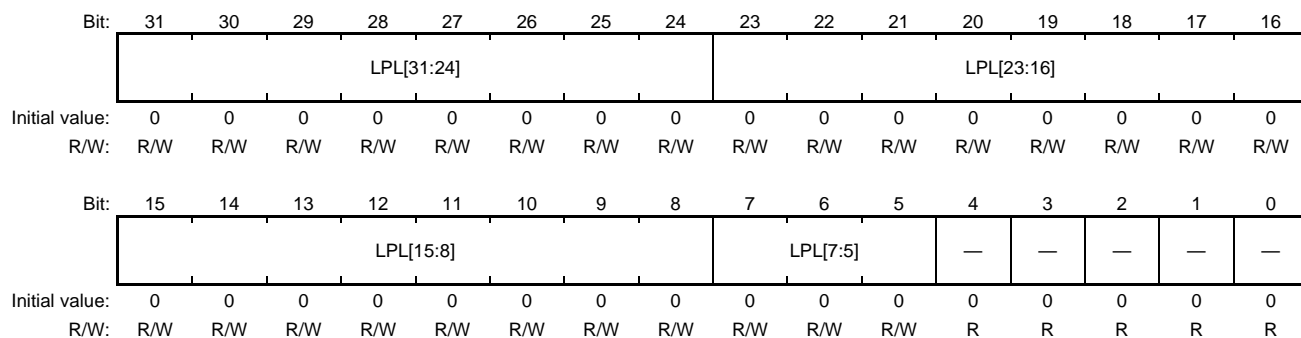 Bit: 31 30 29 28 27 26 25 24 23 22 21 20 19 18 17 16
LPL[31:24] LPL[23:16]
Initial value: 0 0 0 0 0 0 0 0 0 0 0 0 0 0 0 0
R/W: R/W R/W R/W R/W R/W R/W R/W R/W R/W R/W R/W R/W R/W R/W R/W R/W
Bit: 15 14 13 12 11 10 9 8 7 6 5 4 3 2 1 0
LPL[15:8] LPL[7:5] — — — — —
Initial value: 0 0 0 0 0 0 0 0 0 0 0 0 0 0 0 0
R/W: R/W R/W R/W R/W R/W R/W R/W R/W R/W R/W R/W R R R R R